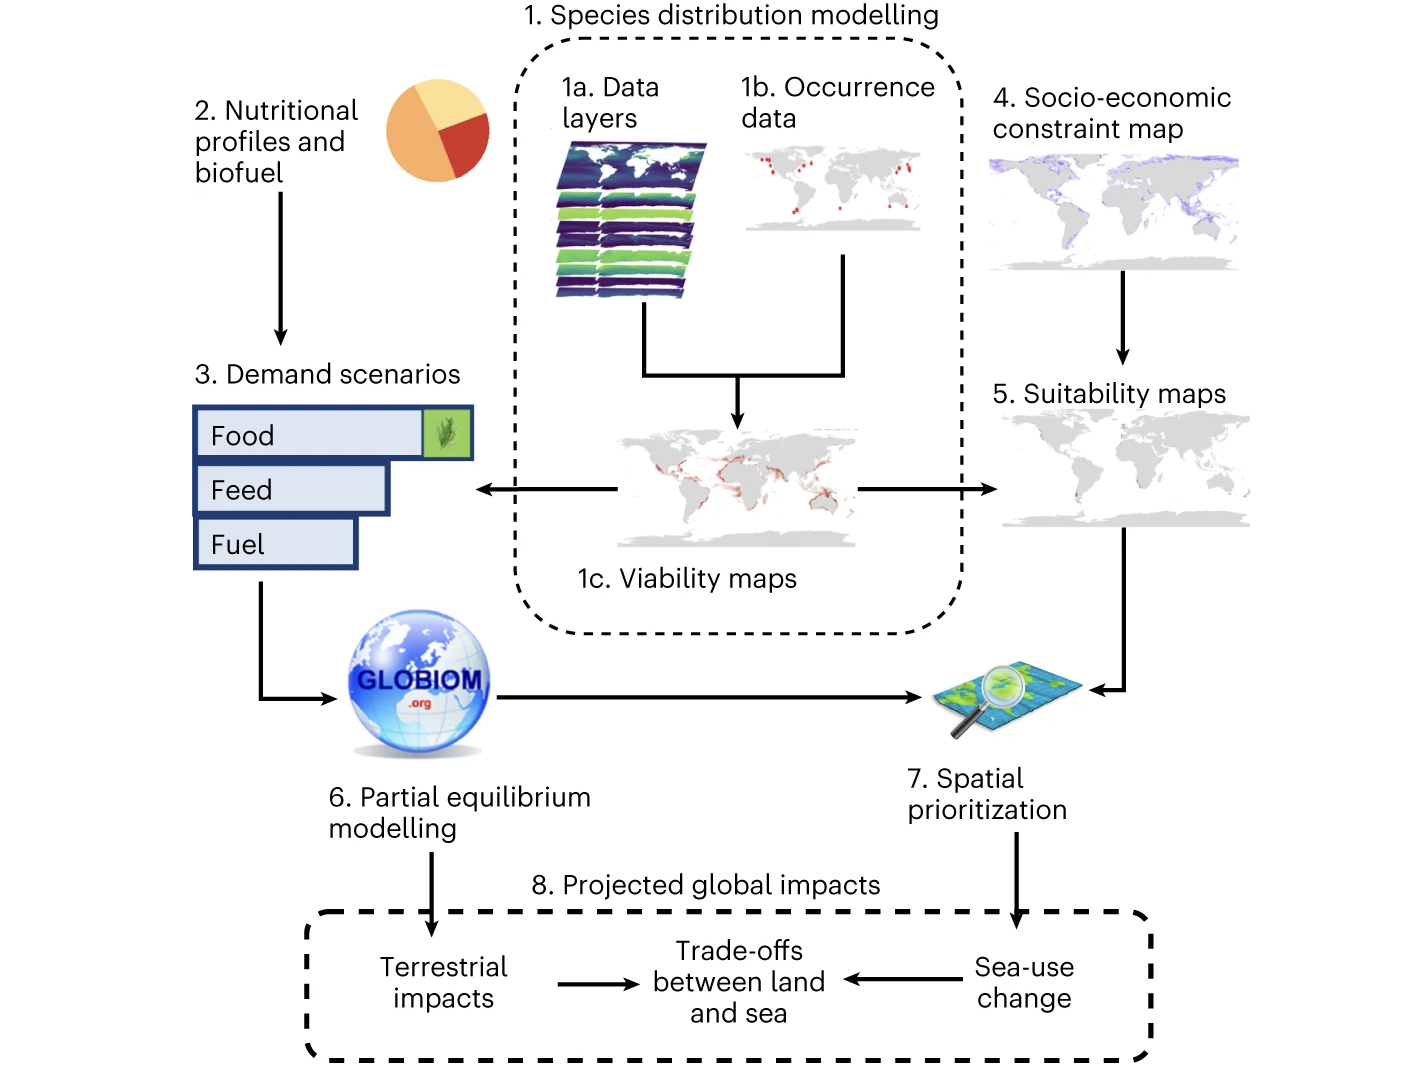 1. Species distribution modelling
1a. Data
layers
1b. Occurrence
data
2. Nutritional
profiles and
biofuel
4. Socio-economic
constraint map
3. Demand scenarios
Food
Feed
Fuel
5. Suitability maps
1c. Viability maps
GLOBIOM
.org
6. Partial equilibrium
modelling
7. Spatial
prioritization
8. Projected global impacts
Terrestrial
impacts
Trade-offs
between land
and sea
Sea-use
change